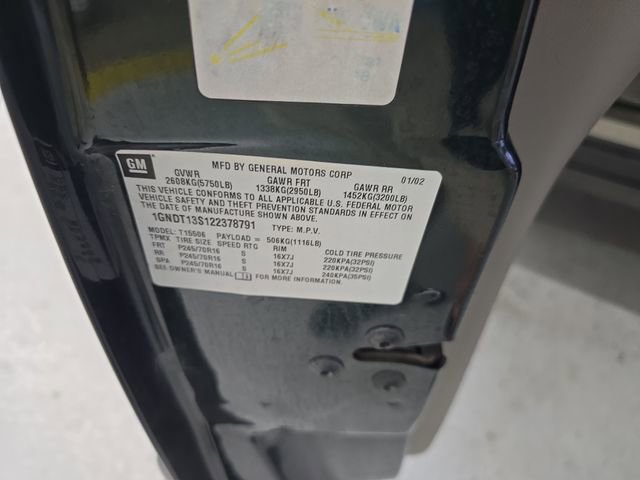 GM
MFD BY GENERAL MOTORS CORP 01/02
GVWR GAWR FRT GAWR RR
2608KG(5750LB) 1338KG(2950LB) 1452KG(3200LB)
THIS VEHICLE CONFORMS TO ALL APPLICABLE U.S. FEDERAL MOTOR
VEHICLE SAFETY AND THEFT PREVENTION STANDARDS IN EFFECT ON
THE DATE OF MANUFACTURE SHOWN ABOVE.
1GNDT13S122378791 TYPE: M.P.V.
MODEL: T15506 PAYLOAD = 506KG(1116LB)
TPMX TIRE SIZE SPEED RTG RIM COLD TIRE PRESSURE
FRT P245/70R16 S 16X7J 220KPA(32PSI)
RR P245/70R16 S 16X7J 220KPA(32PSI)
SPA P245/70R16 S 16X7J 240KPA(35PSI)
SEE OWNER'S MANUAL FOR MORE INFORMATION.